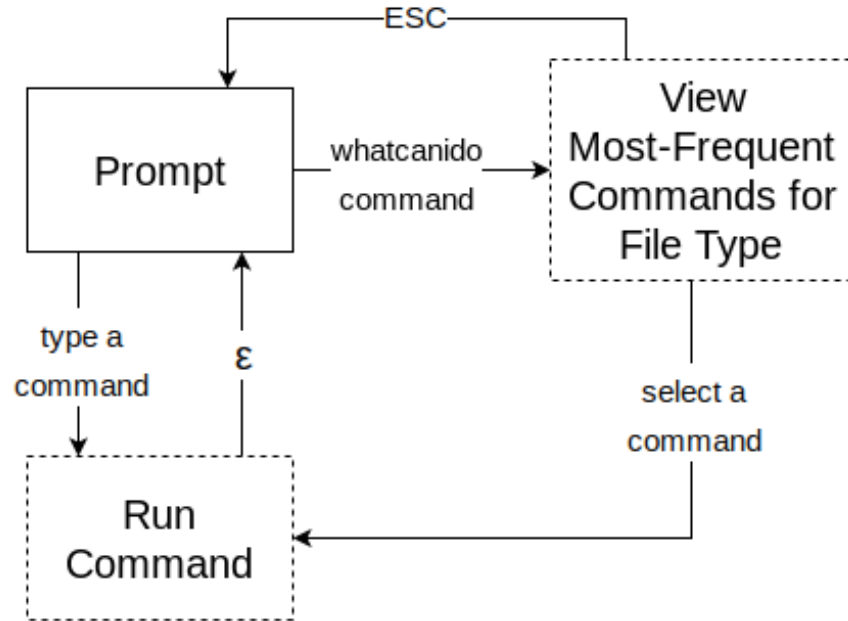 ESC
View
Most-Frequent
Commands for
File Type
Prompt
whatcanido
command
type a
command
ε
select a
command
Run
Command